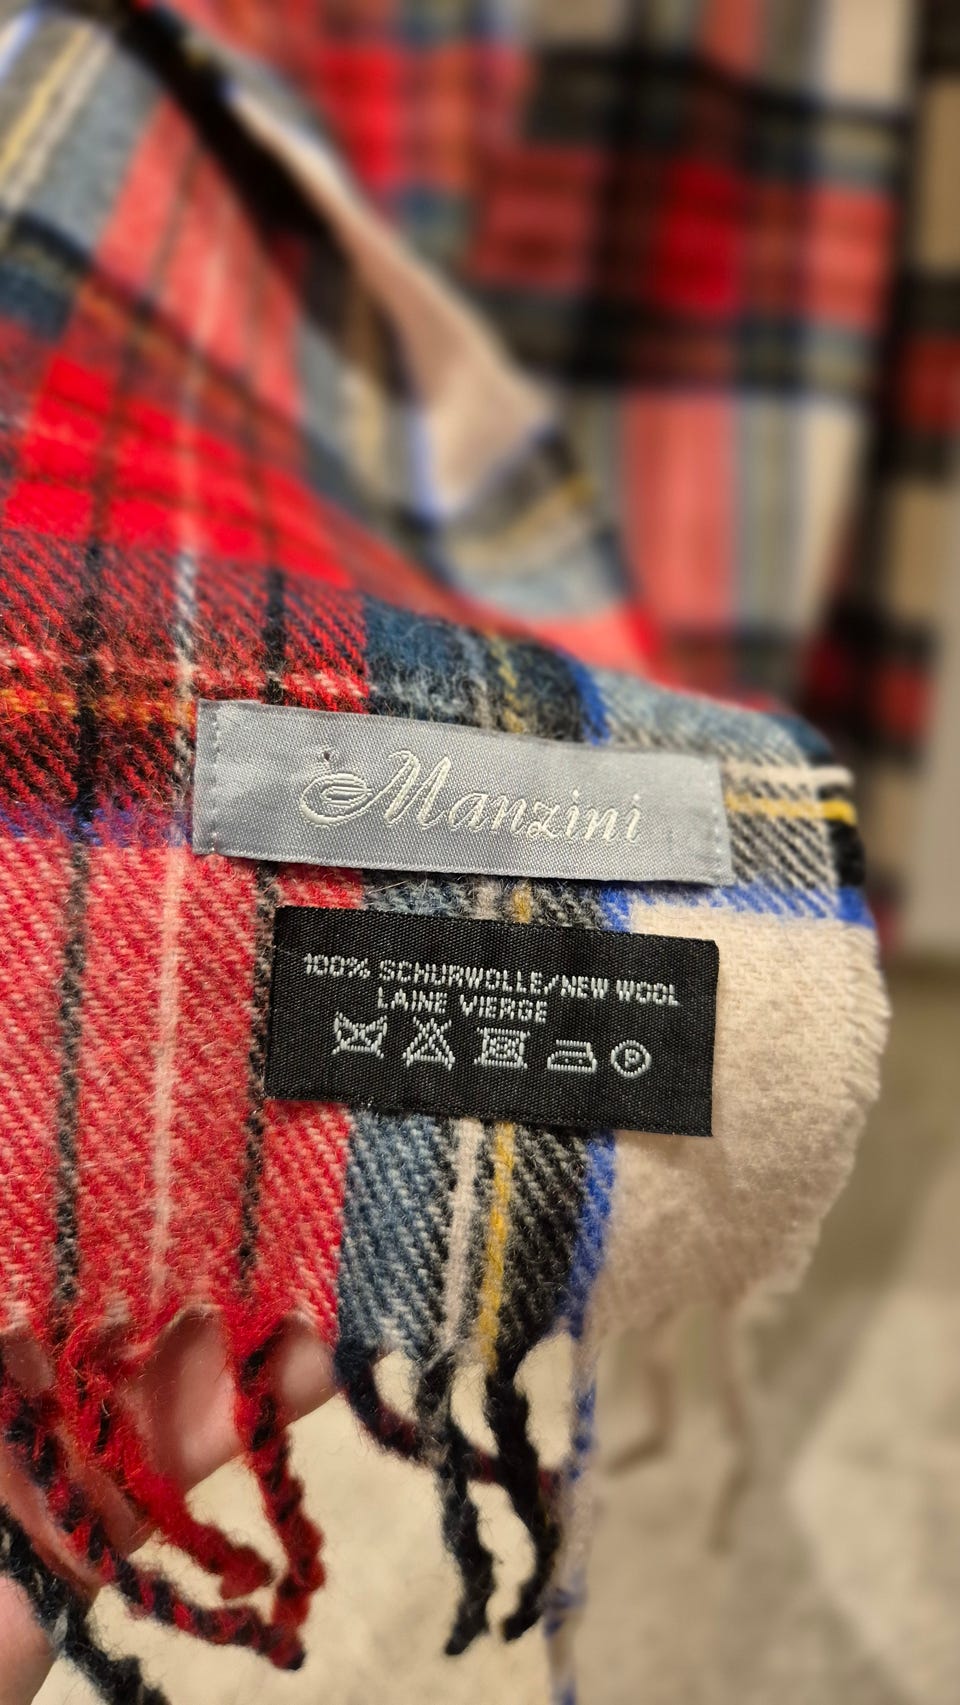 Manzini
100% SCHURWOLLE/NEW WOOL
LAINE VIERGE
P